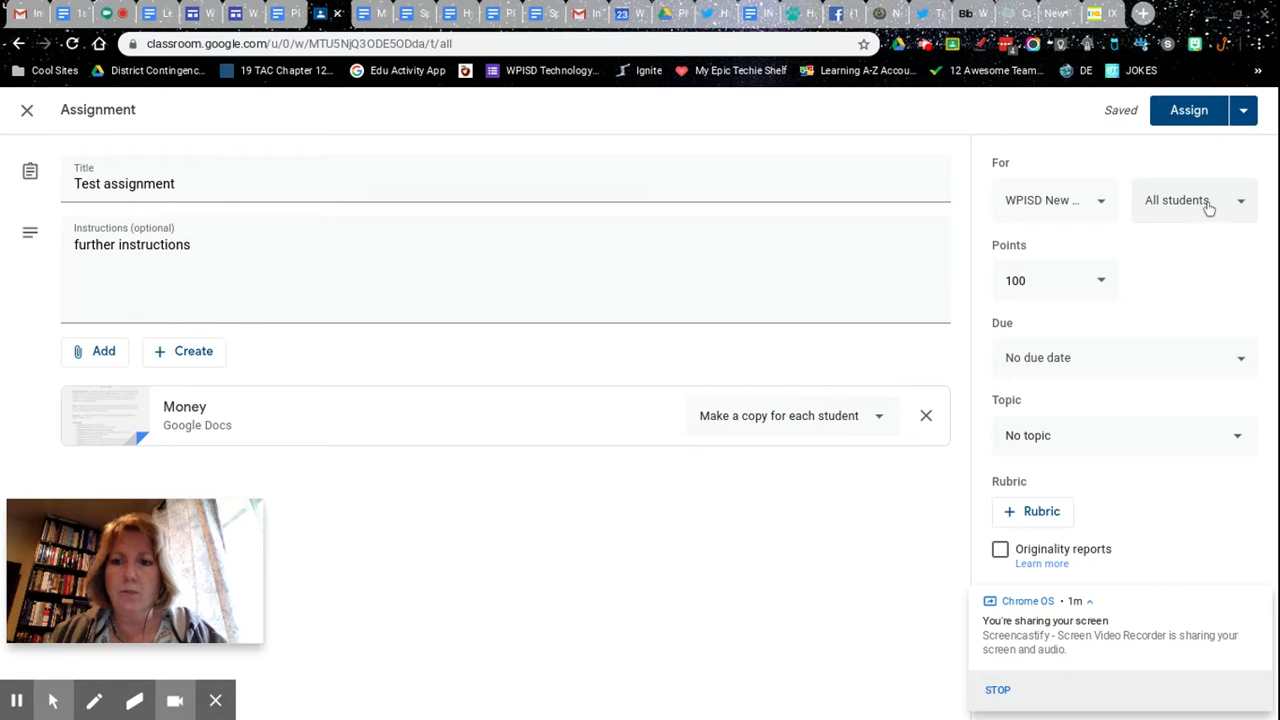 classroom.google.com/u/0/w/MTU5NjQ3ODE5ODda/t/all
Cool Sites District Contingenc... 19 TAC Chapter 12... Edu Activity App WPISD Technology... Ignite My Epic Techie Shelf Learning A-Z Accou... 12 Awesome Team... DE JOKES »
Assignment
Saved
Assign
Title
Test assignment
Instructions (optional)
further instructions
Add
Create
Money
Google Docs
Make a copy for each student
For
WPISD New ...
All students
Points
100
Due
No due date
Topic
No topic
Rubric
Rubric
Originality reports
Learn more
Chrome OS • 1m
You're sharing your screen
Screencastify - Screen Video Recorder is sharing your
screen and audio.
STOP